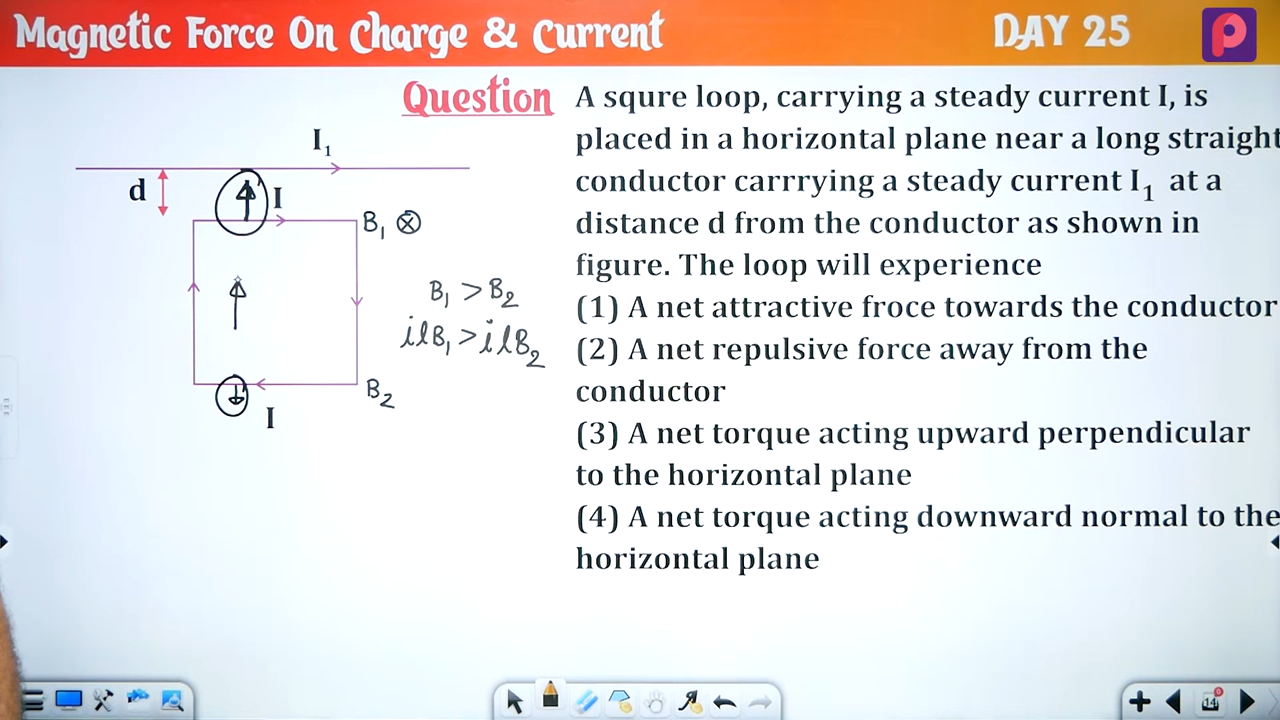 Magnetic Force On Charge & Current
DAY 25
Question
A squre loop, carrying a steady current I, is
placed in a horizontal plane near a long straight
conductor carrrying a steady current I₁ at a
distance d from the conductor as shown in
figure. The loop will experience
(1) A net attractive froce towards the conductor
(2) A net repulsive force away from the
conductor
(3) A net torque acting upward perpendicular
to the horizontal plane
(4) A net torque acting downward normal to the
horizontal plane
I₁
d
I
B₁ ⊗
B₁ > B₂
ilB₁ > ilB₂
B₂
I
14